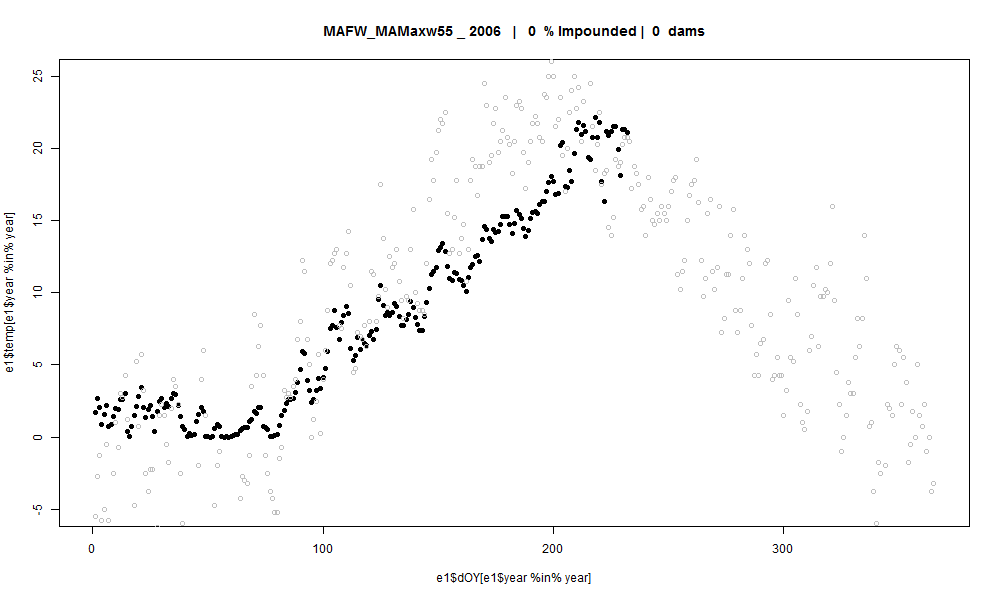 MAFW_MAMaxw55 _ 2006 | 0 % Impounded | 0 dams
25
20
15
10
5
0
-5
e1$temp[e1$year %in% year]
0 100 200 300
e1$dOY[e1$year %in% year]